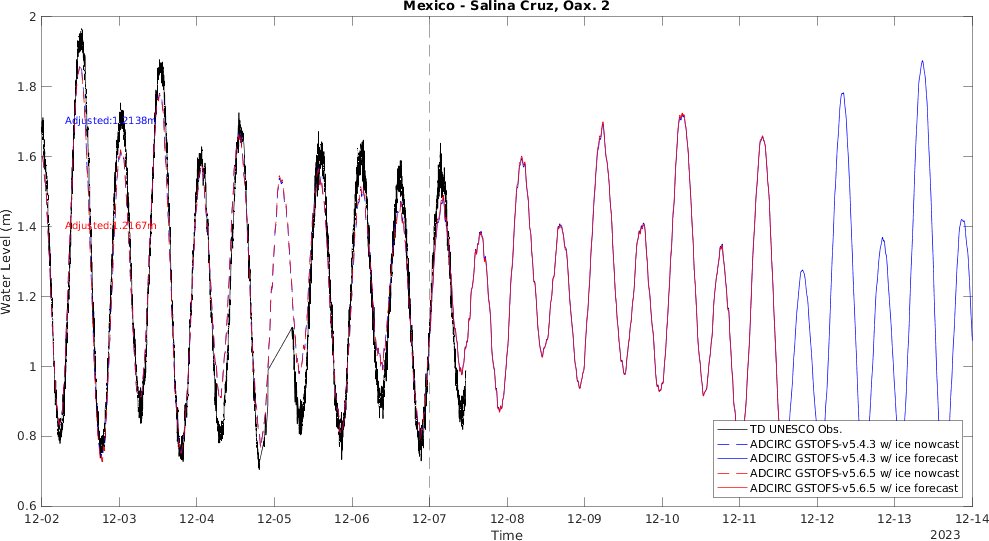 Mexico - Salina Cruz, Oax. 2
2
1.8
1.6
1.4
1.2
1
0.8
0.6
Water Level (m)
Adjusted:1.2138m
Adjusted:1.2167m
TD UNESCO Obs.
ADCIRC GSTOFS-v5.4.3 w/ ice nowcast
ADCIRC GSTOFS-v5.4.3 w/ ice forecast
ADCIRC GSTOFS-v5.6.5 w/ ice nowcast
ADCIRC GSTOFS-v5.6.5 w/ ice forecast
12-02 12-03 12-04 12-05 12-06 12-07 12-08 12-09 12-10 12-11 12-12 12-13 12-14
Time
2023